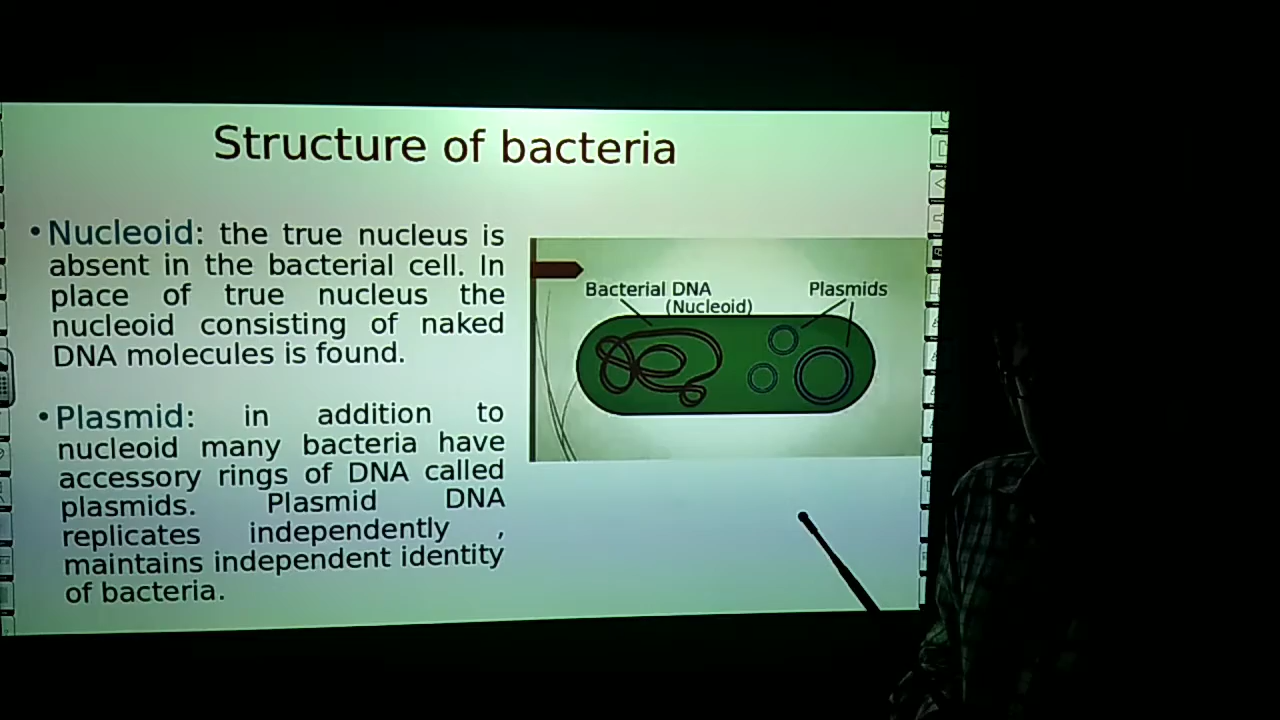 Structure of bacteria
•Nucleoid: the true nucleus is
absent in the bacterial cell. In
place of true nucleus the
nucleoid consisting of naked
DNA molecules is found.
•Plasmid: in addition to
nucleoid many bacteria have
accessory rings of DNA called
plasmids. Plasmid DNA
replicates independently ,
maintains independent identity
of bacteria.
Bacterial DNA
(Nucleoid)
Plasmids